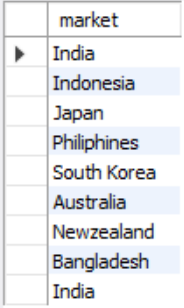 market
India
Indonesia
Japan
Philiphines
South Korea
Australia
Newzealand
Bangladesh
India